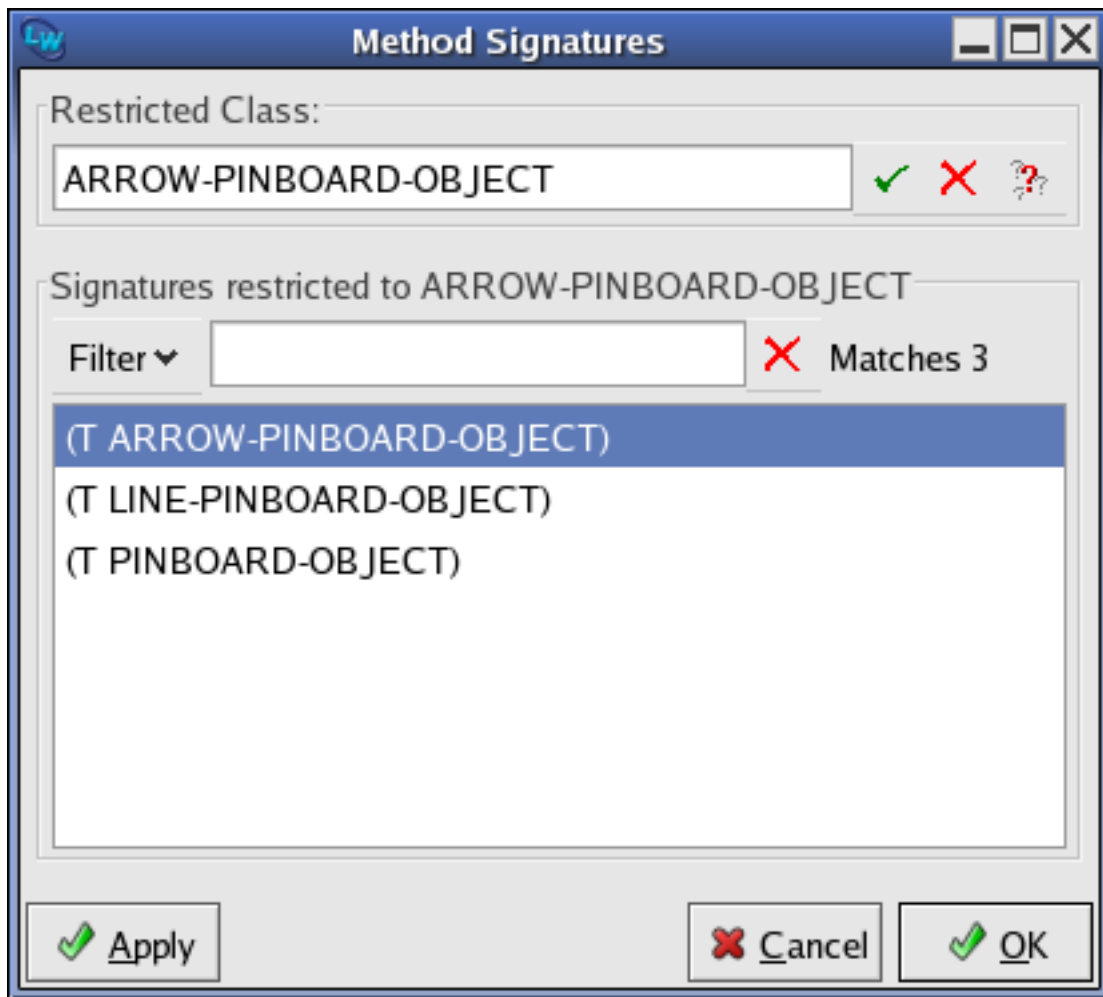 LW
Method Signatures
Restricted Class:
ARROW-PINBOARD-OBJECT
???
Signatures restricted to ARROW-PINBOARD-OBJECT
Filter
Matches 3
(T ARROW-PINBOARD-OBJECT)
(T LINE-PINBOARD-OBJECT)
(T PINBOARD-OBJECT)
Apply
Cancel
OK